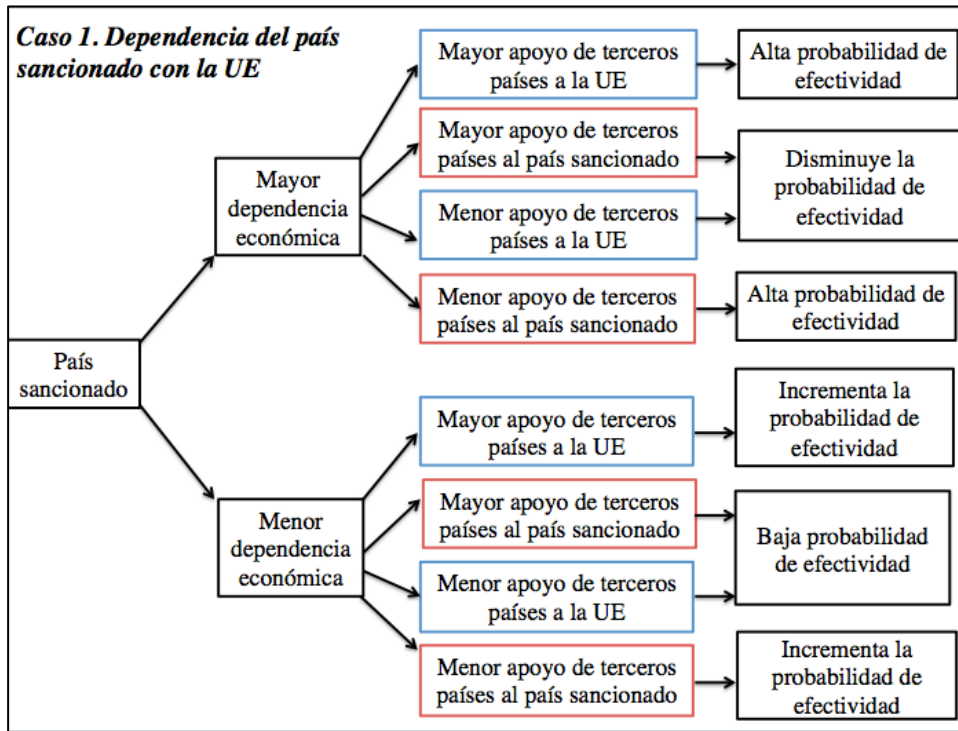 Caso 1. Dependencia del país
sancionado con la UE
País
sancionado
Mayor
dependencia
económica
Mayor apoyo de terceros
países a la UE
Alta probabilidad de
efectividad
Mayor apoyo de terceros
países al país sancionado
Menor apoyo de terceros
países a la UE
Disminuye la
probabilidad de
efectividad
Menor apoyo de terceros
países al país sancionado
Alta probabilidad de
efectividad
Menor
dependencia
económica
Mayor apoyo de terceros
países a la UE
Incrementa la
probabilidad de
efectividad
Mayor apoyo de terceros
países al país sancionado
Menor apoyo de terceros
países a la UE
Baja probabilidad
de efectividad
Menor apoyo de terceros
países al país sancionado
Incrementa la
probabilidad de
efectividad